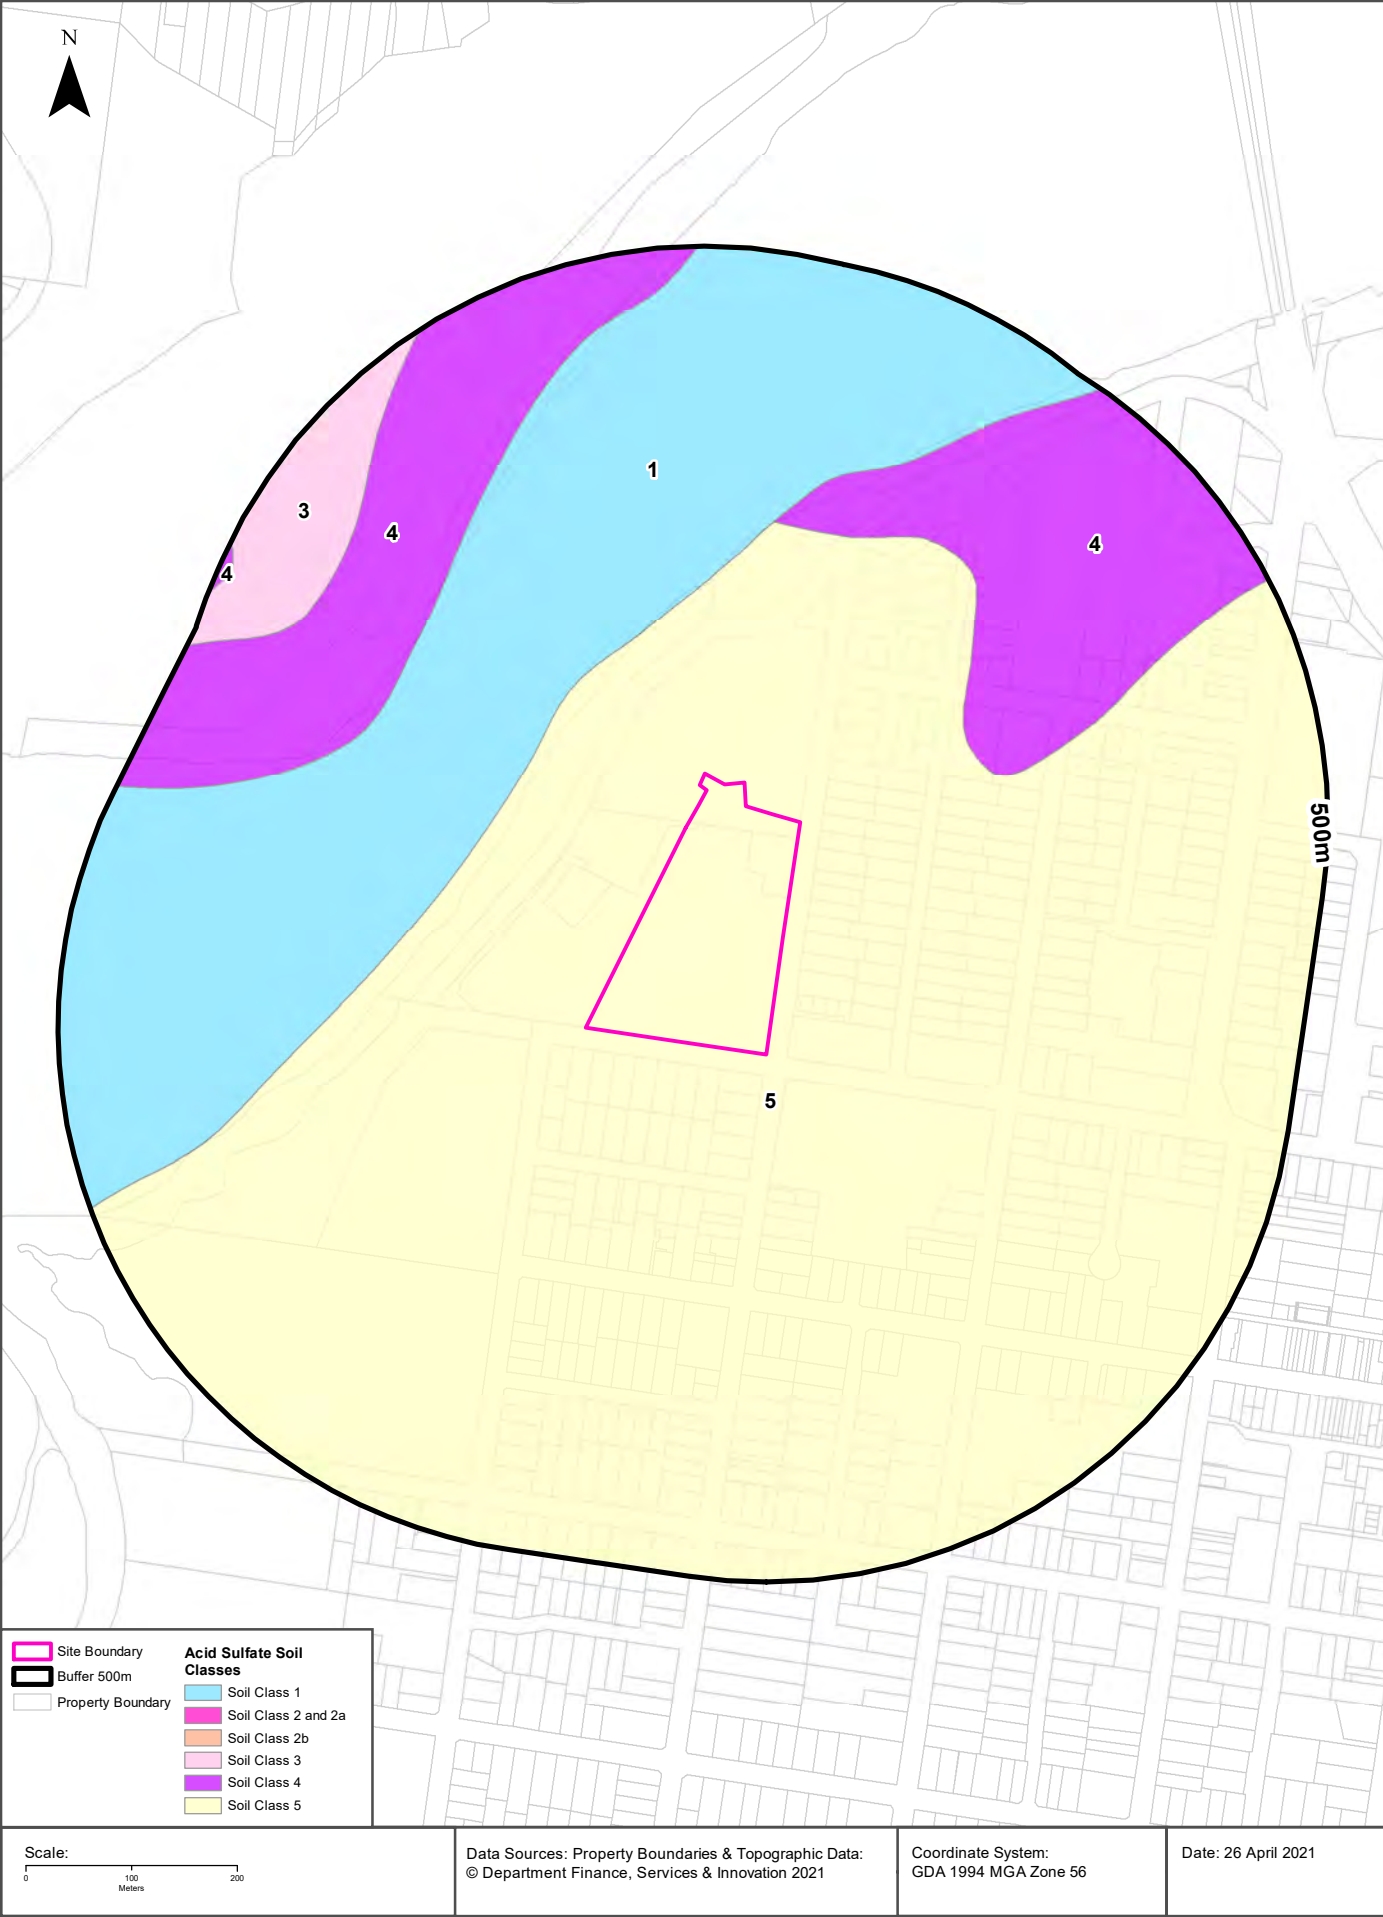 N
1
3
4
4
4
500m
5
Site Boundary
Buffer 500m
Property Boundary
Acid Sulfate Soil
Classes
Soil Class 1
Soil Class 2 and 2a
Soil Class 2b
Soil Class 3
Soil Class 4
Soil Class 5
Scale:
0 100 200
Meters
Data Sources: Property Boundaries & Topographic Data:
© Department Finance, Services & Innovation 2021
Coordinate System:
GDA 1994 MGA Zone 56
Date: 26 April 2021